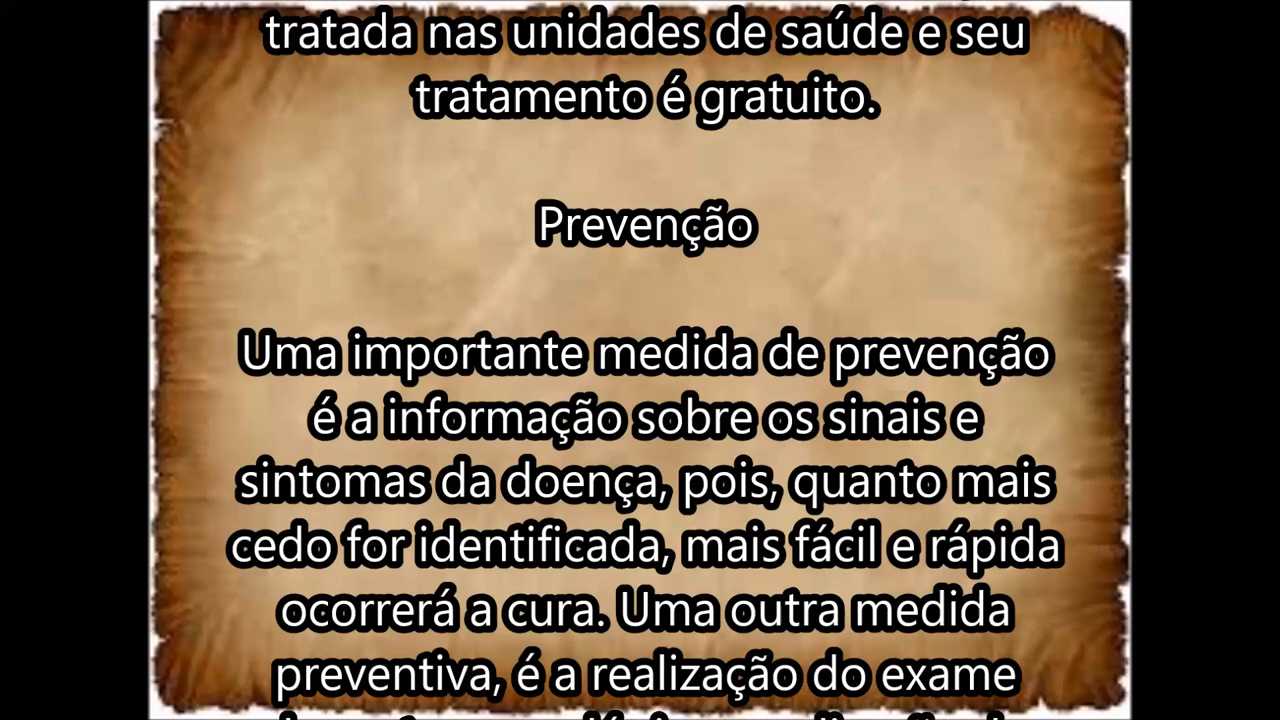 tratada nas unidades de saúde e seu
tratamento é gratuito.
Prevenção
Uma importante medida de prevenção
é a informação sobre os sinais e
sintomas da doença, pois, quanto mais
cedo for identificada, mais fácil e rápida
ocorrerá a cura. Uma outra medida
preventiva, é a realização do exame